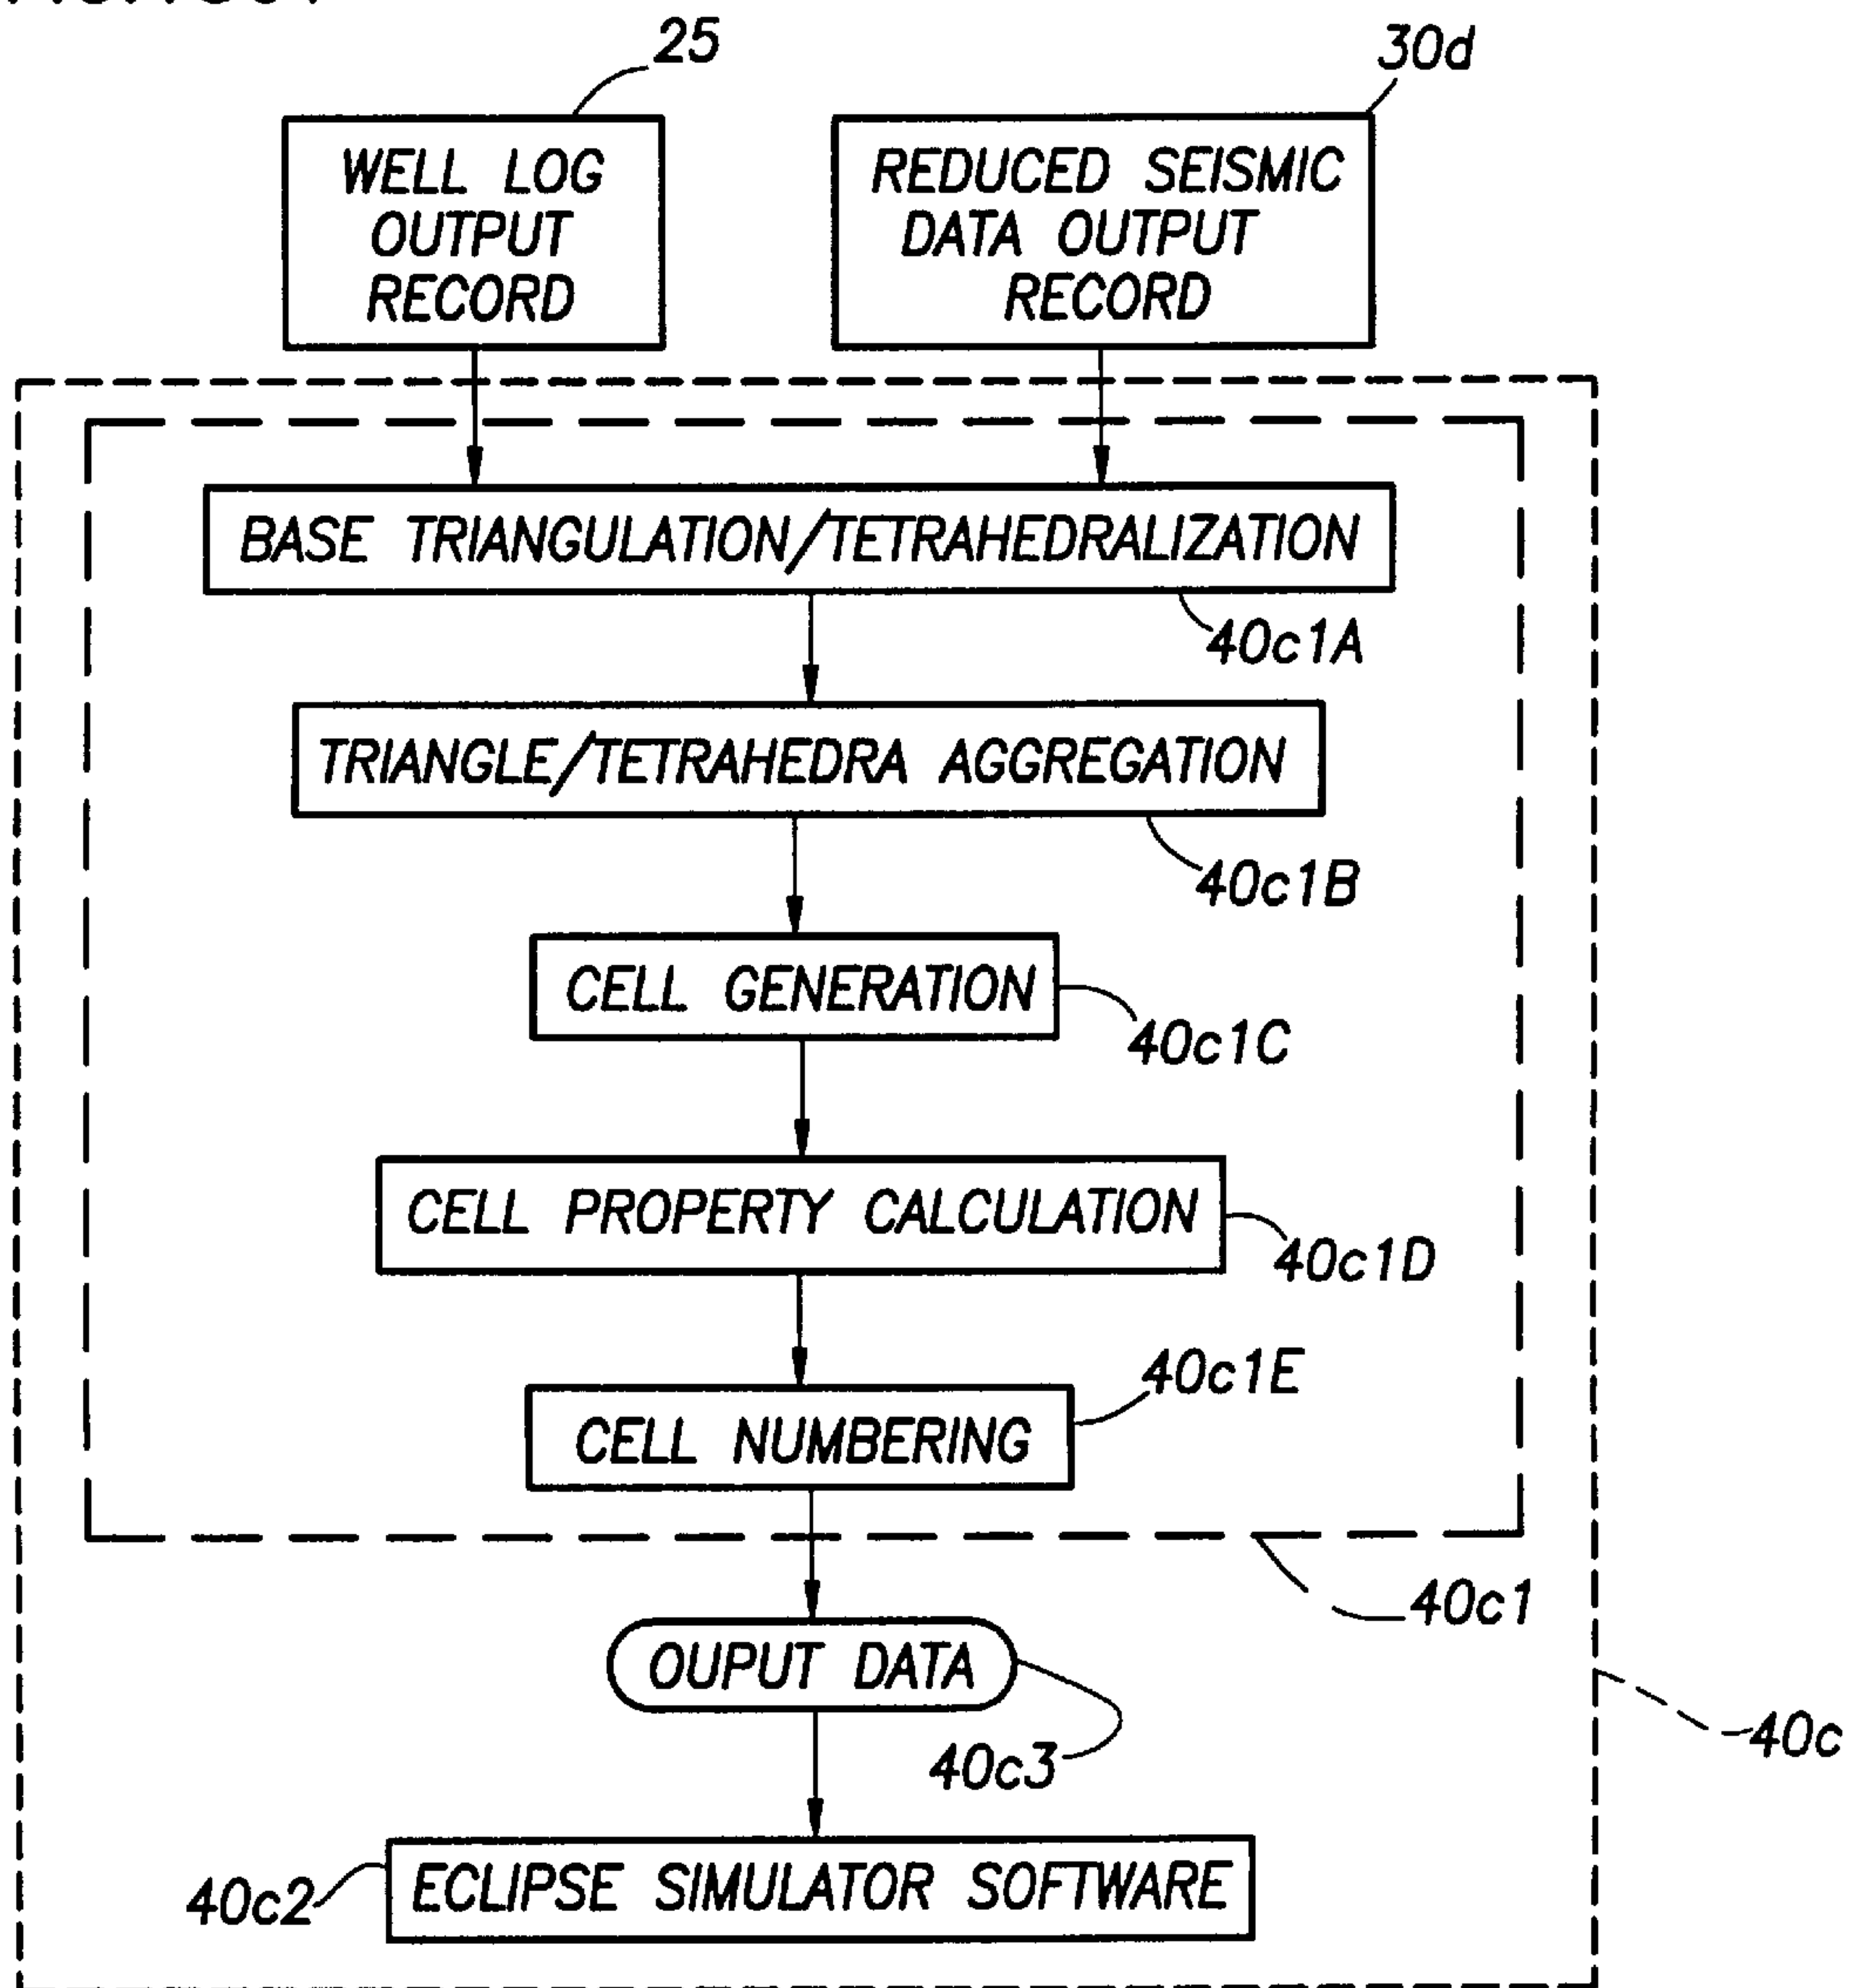 25
30d
WELL LOG
OUTPUT
RECORD
REDUCED SEISMIC
DATA OUTPUT
RECORD
BASE TRIANGULATION/TETRAHEDRALIZATION
40c1A
TRIANGLE/TETRAHEDRA AGGREGATION
40c1B
CELL GENERATION
40c1C
CELL PROPERTY CALCULATION
40c1D
40c1E
CELL NUMBERING
40c1
OUPUT DATA
40c
40c3
40c2
ECLIPSE SIMULATOR SOFTWARE